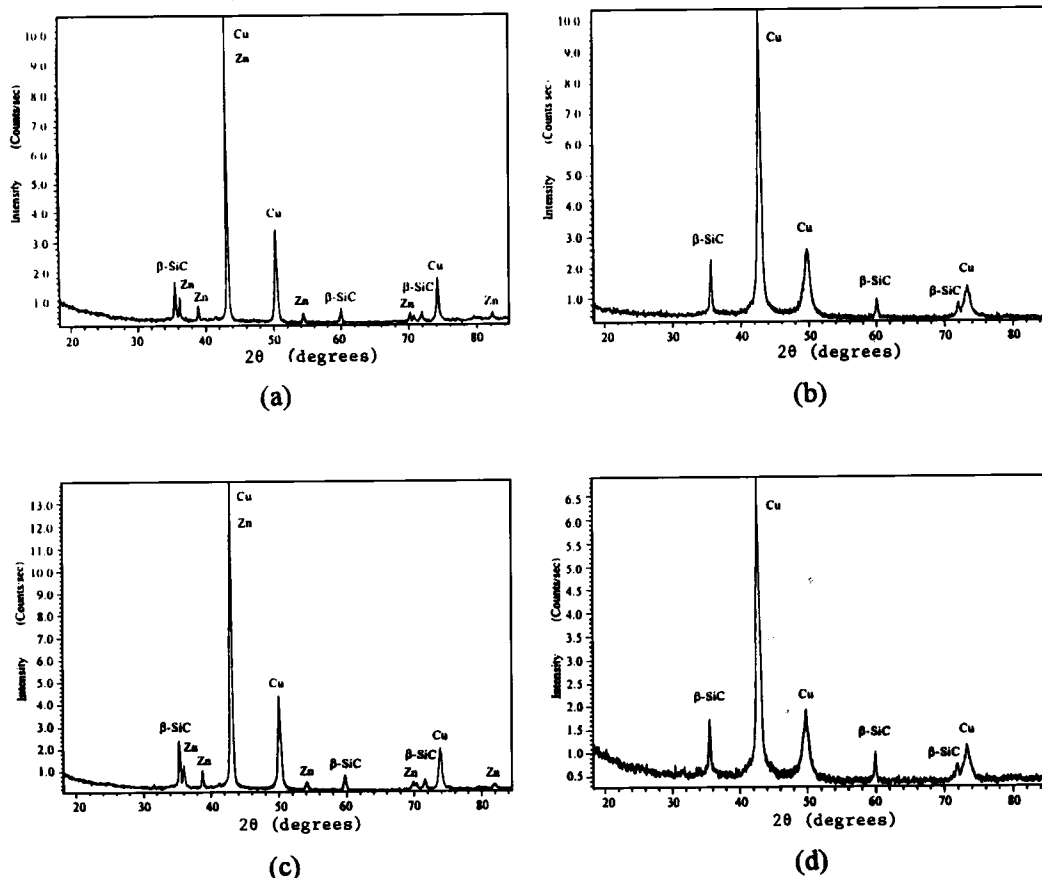 10.0
9.0
8.0
7.0
6.0
5.0
4.0
3.0
2.0
1.0
Intensity (Counts/sec)
Cu
Zn
Cu
β-SiC
Zn
Zn
Zn
β-SiC
Zn
β-SiC
Cu
Zn
20 30 40 50 60 70 80
2θ (degrees)
(a)
10.0
9.0
8.0
7.0
6.0
5.0
4.0
3.0
2.0
1.0
Intensity (Counts sec)
Cu
β-SiC
Cu
β-SiC
β-SiC
Cu
20 30 40 50 60 70 80
2θ (degrees)
(b)
13.0
12.0
11.0
10.0
9.0
8.0
7.0
6.0
5.0
4.0
3.0
2.0
1.0
Intensity (Counts/sec)
Cu
Zn
Cu
β-SiC
Zn
Zn
Zn
β-SiC
Zn
β-SiC
Cu
Zn
20 30 40 50 60 70 80
2θ (degrees)
(c)
6.5
6.0
5.5
5.0
4.5
4.0
3.5
3.0
2.5
2.0
1.5
1.0
0.5
Intensity (Counts/sec)
Cu
β-SiC
Cu
β-SiC
β-SiC
Cu
20 30 40 50 60 70 80
2θ (degrees)
(d)